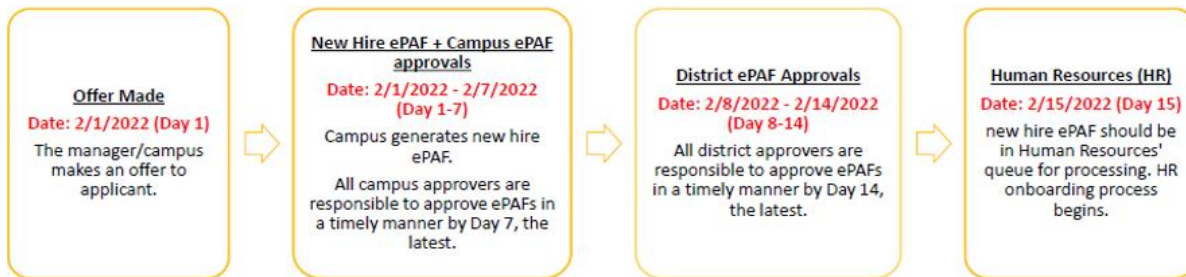 Offer Made
Date: 2/1/2022 (Day 1)
The manager/campus
makes an offer to
applicant.
New Hire ePAF + Campus ePAF
approvals
Date: 2/1/2022 - 2/7/2022
(Day 1-7)
Campus generates new hire
ePAF.
All campus approvers are
responsible to approve ePAFs in
a timely manner by Day 7, the
latest.
District ePAF Approvals
Date: 2/8/2022 - 2/14/2022
(Day 8-14)
All district approvers are
responsible to approve ePAFs
in a timely manner by Day 14,
the latest.
Human Resources (HR)
Date: 2/15/2022 (Day 15)
new hire ePAF should be
in Human Resources'
queue for processing. HR
onboarding process
begins.